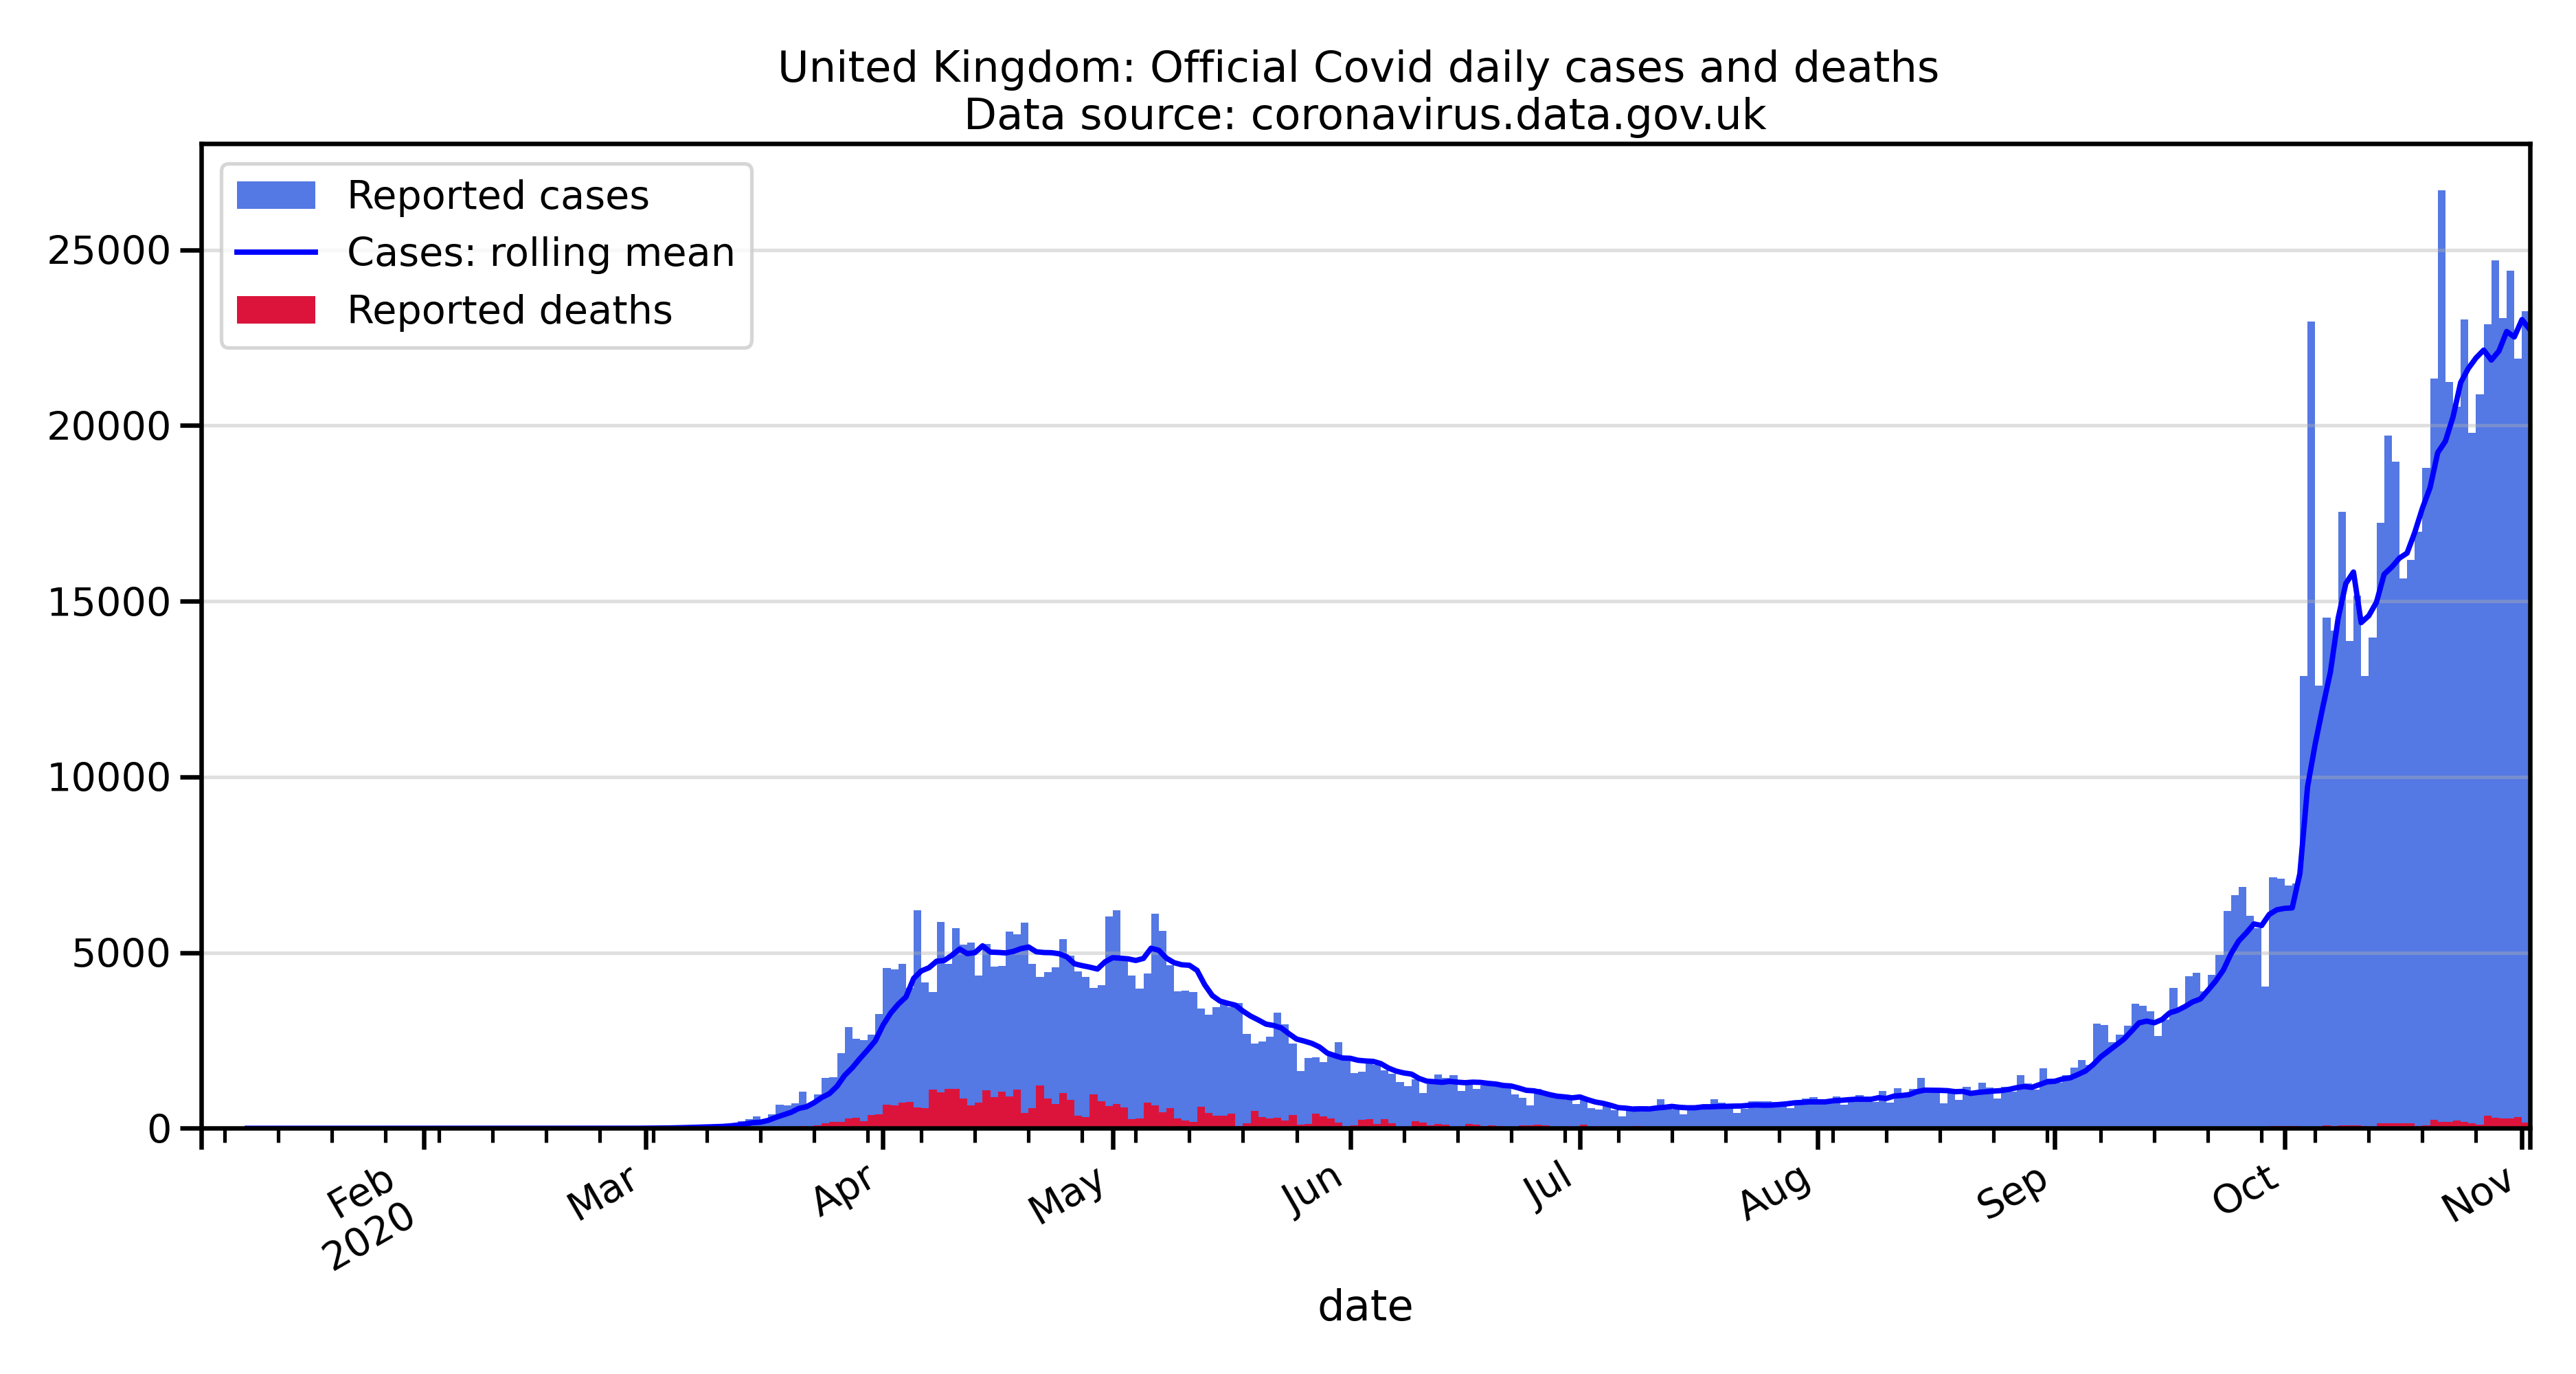 United Kingdom: Official Covid daily cases and deaths
Data source: coronavirus.data.gov.uk
Reported cases
Cases: rolling mean
Reported deaths
25000
20000
15000
10000
5000
0
Feb
2020
Mar
Apr
May
Jun
Jul
Aug
Sep
Oct
Nov
date